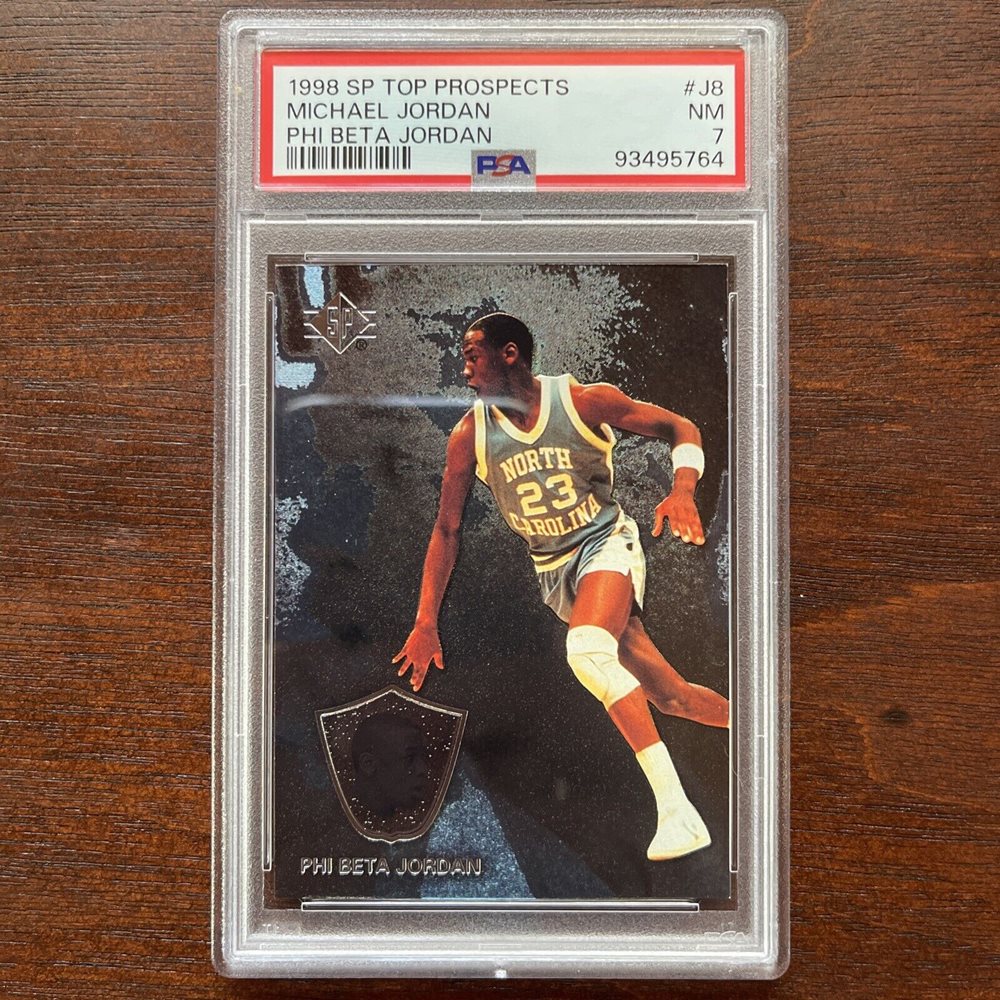 1998 SP TOP PROSPECTS #J8
MICHAEL JORDAN NM
PHI BETA JORDAN 7
PSA 93495764
SP®
NORTH
23
CAROLINA
PHI BETA JORDAN